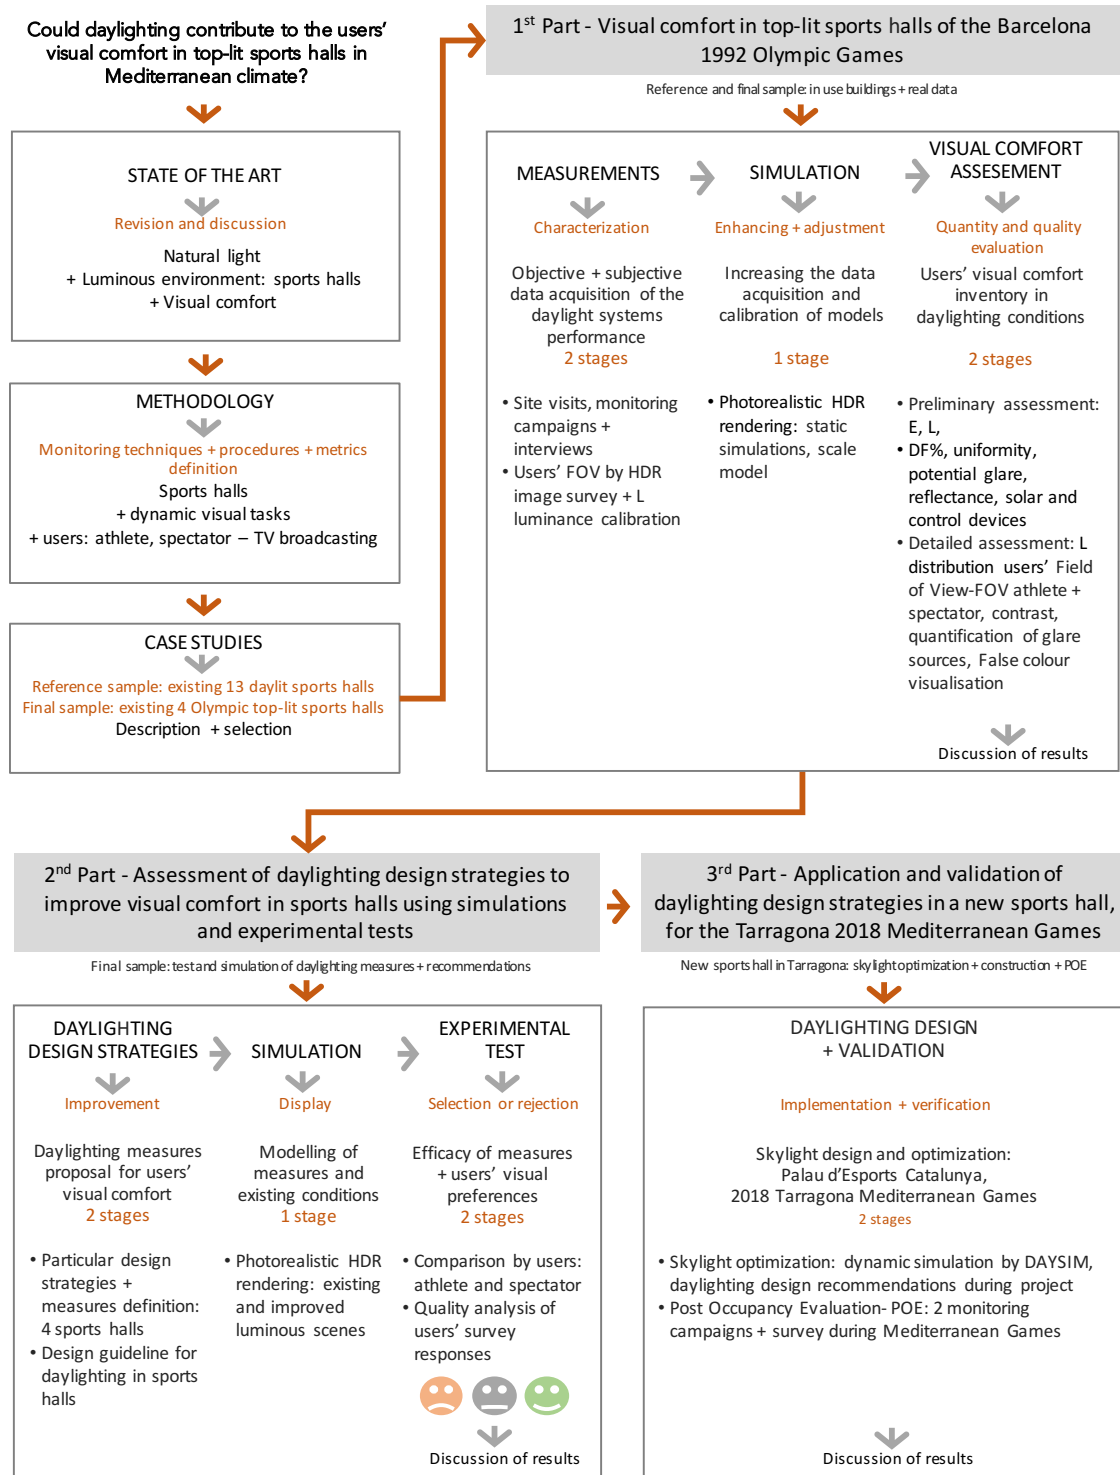 Could daylighting contribute to the users'
visual comfort in top-lit sports halls in
Mediterranean climate?
STATE OF THE ART
Revision and discussion
Natural light
+ Luminous environment: sports halls
+ Visual comfort
METHODOLOGY
Monitoring techniques + procedures + metrics
definition
Sports halls
+ dynamic visual tasks
+ users: athlete, spectator – TV broadcasting
CASE STUDIES
Reference sample: existing 13 daylit sports halls
Final sample: existing 4 Olympic top-lit sports halls
Description + selection
1st Part - Visual comfort in top-lit sports halls of the Barcelona
1992 Olympic Games
Reference and final sample: in use buildings + real data
MEASUREMENTS
Characterization
Objective + subjective
data acquisition of the
daylight systems
performance
2 stages
• Site visits, monitoring
campaigns +
interviews
• Users' FOV by HDR
image survey + L
luminance calibration
SIMULATION
Enhancing + adjustment
Increasing the data
acquisition and
calibration of models
1 stage
• Photorealistic HDR
rendering: static
simulations, scale
model
VISUAL COMFORT
ASSESEMENT
Quantity and quality
evaluation
Users' visual comfort
inventory in
daylighting conditions
2 stages
• Preliminary assessment:
E, L,
• DF%, uniformity,
potential glare,
reflectance, solar and
control devices
• Detailed assessment: L
distribution users' Field
of View-FOV athlete +
spectator, contrast,
quantification of glare
sources, False colour
visualisation
Discussion of results
2nd Part - Assessment of daylighting design strategies to
improve visual comfort in sports halls using simulations
and experimental tests
Final sample: test and simulation of daylighting measures + recommendations
DAYLIGHTING
DESIGN STRATEGIES
Improvement
Daylighting measures
proposal for users'
visual comfort
2 stages
• Particular design
strategies +
measures definition:
4 sports halls
• Design guideline for
daylighting in sports
halls
SIMULATION
Display
Modelling of
measures and
existing conditions
1 stage
• Photorealistic HDR
rendering: existing
and improved
luminous scenes
EXPERIMENTAL
TEST
Selection or rejection
Efficacy of measures
+ users' visual
preferences
2 stages
• Comparison by users:
athlete and spectator
• Quality analysis of
users' survey
responses
Discussion of results
3rd Part - Application and validation of
daylighting design strategies in a new sports hall,
for the Tarragona 2018 Mediterranean Games
New sports hall in Tarragona: skylight optimization + construction + POE
DAYLIGHTING DESIGN
+ VALIDATION
Implementation + verification
Skylight design and optimization:
Palau d'Esports Catalunya,
2018 Tarragona Mediterranean Games
2 stages
• Skylight optimization: dynamic simulation by DAYSIM,
daylighting design recommendations during project
• Post Occupancy Evaluation- POE: 2 monitoring
campaigns + survey during Mediterranean Games
Discussion of results